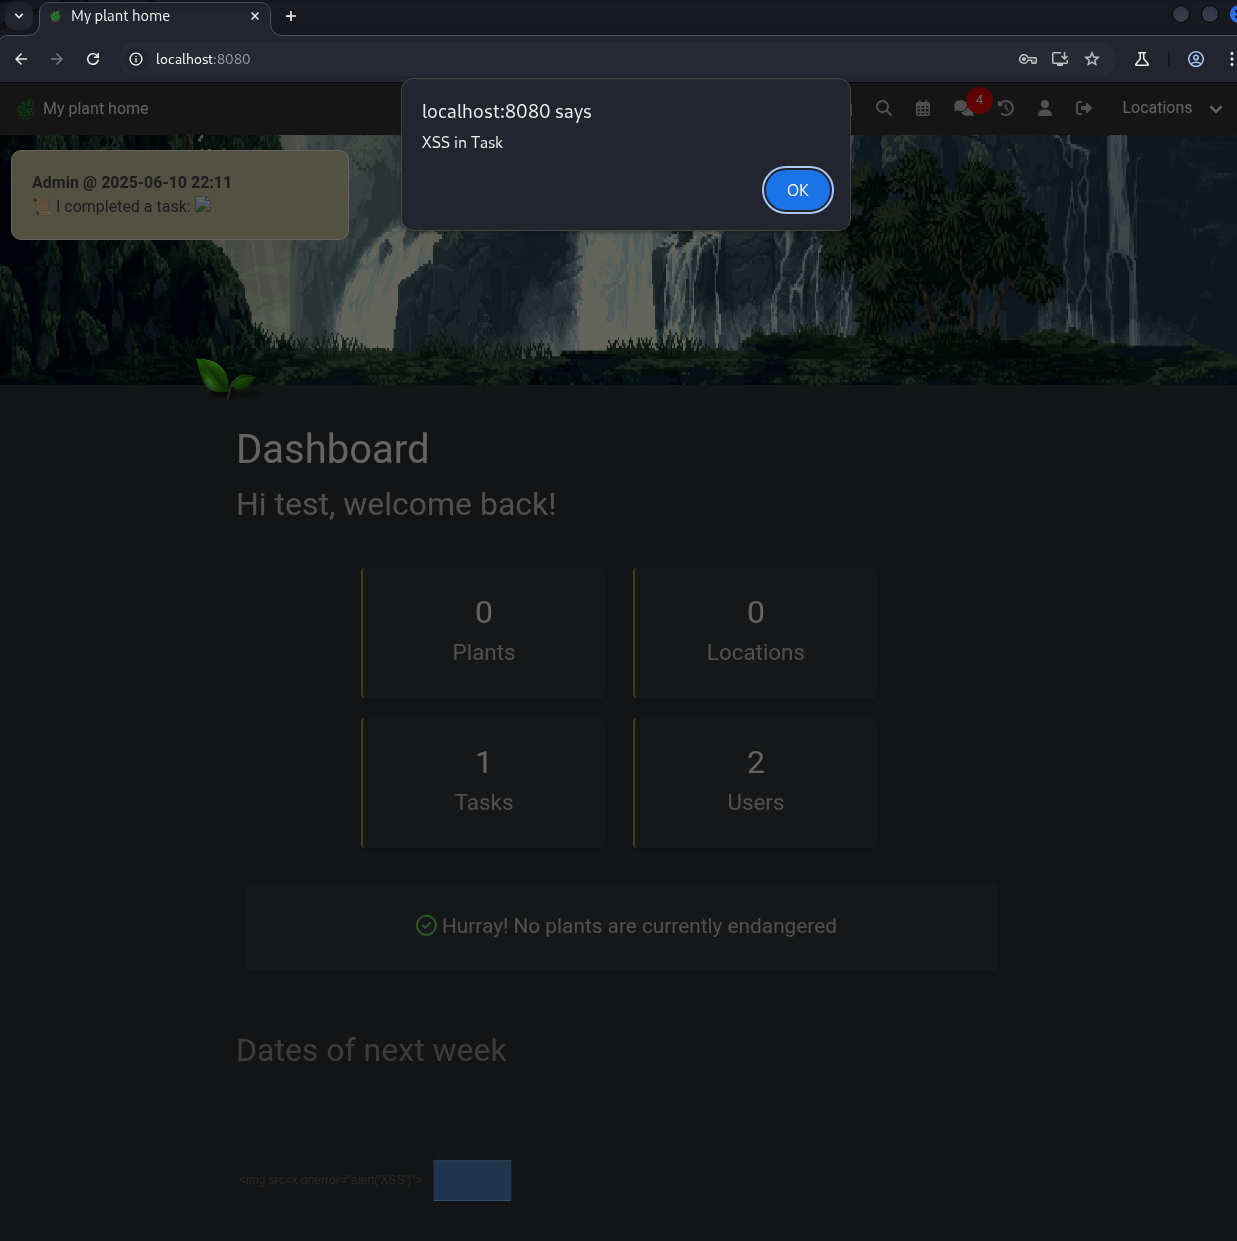 My plant home
localhost:8080
My plant home
4
Locations
localhost:8080 says
XSS in Task
OK
Admin @ 2025-06-10 22:11
📜 I completed a task:
Dashboard
Hi test, welcome back!
0
Plants
0
Locations
1
Tasks
2
Users
Hurray! No plants are currently endangered
Dates of next week
<img src=x onerror="alert('XSS')">